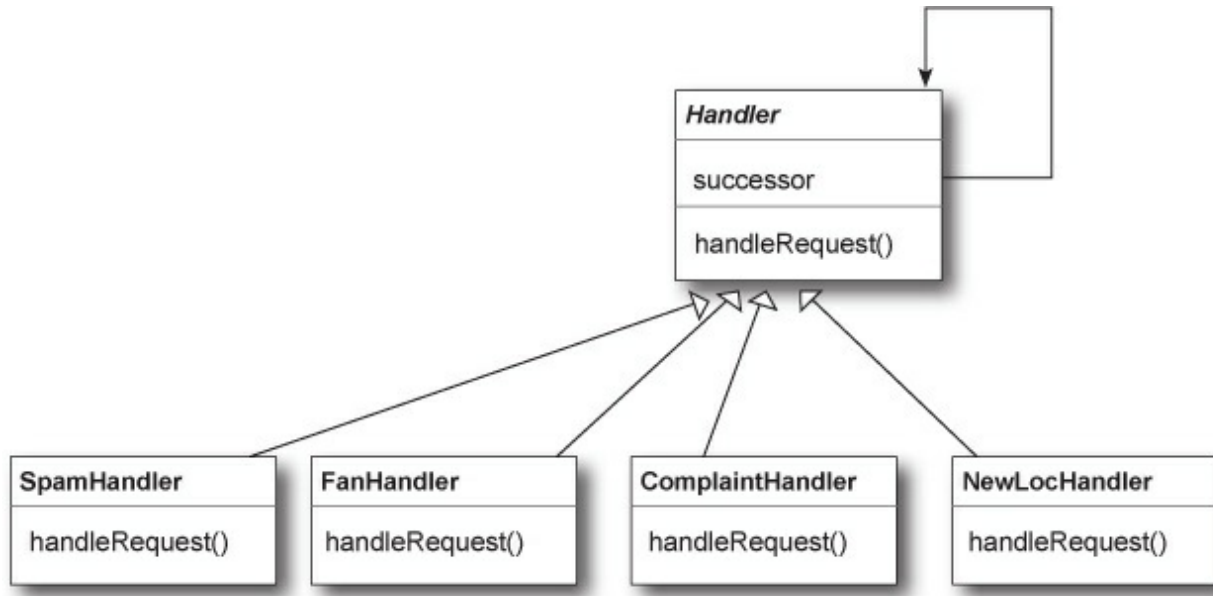 Handler
successor
handleRequest()
SpamHandler
handleRequest()
FanHandler
handleRequest()
ComplaintHandler
handleRequest()
NewLocHandler
handleRequest()